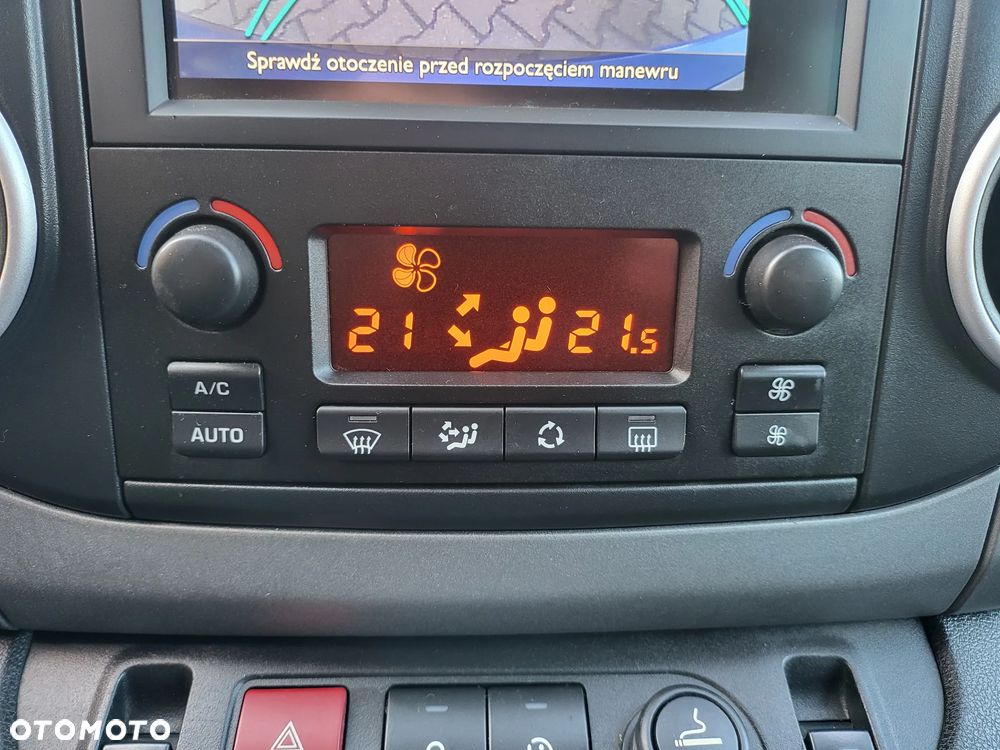 Sprawdź otoczenie przed rozpoczęciem manewru
21 21.5
A/C
AUTO
OTOMOTO